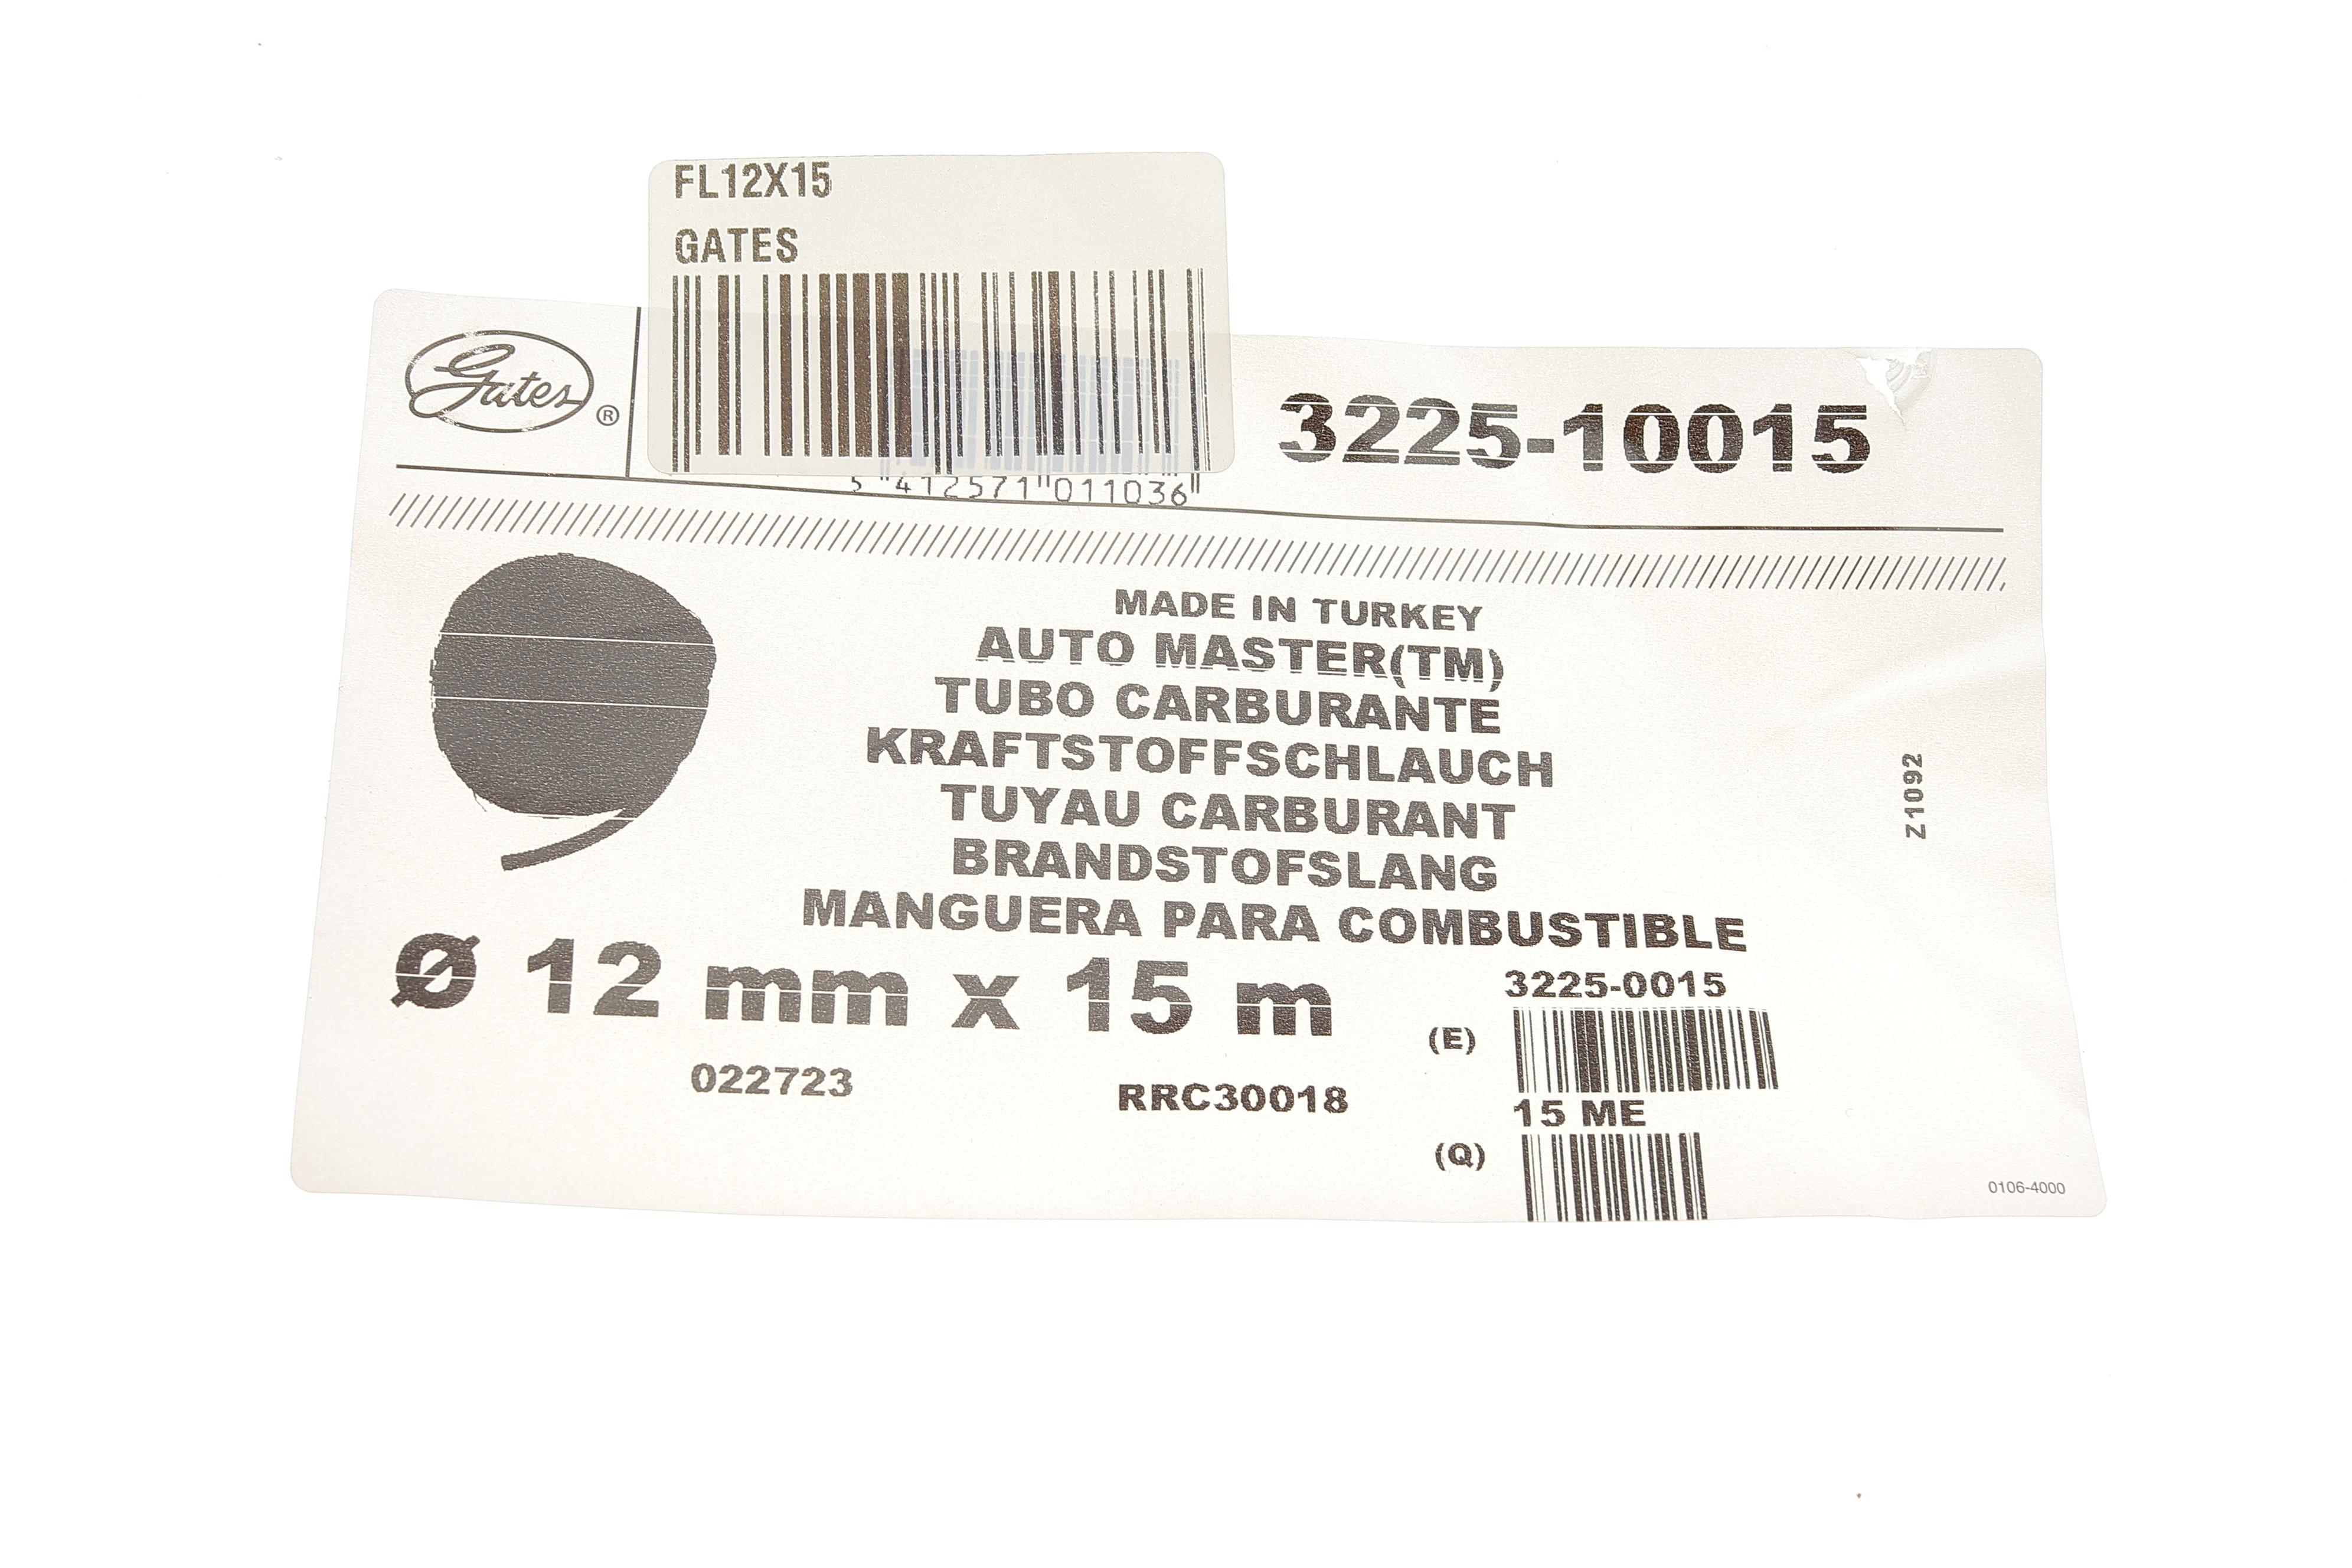 FL12X15
GATES
Gates®
3225-10015
5 412571 011036
MADE IN TURKEY
AUTO MASTER(TM)
TUBO CARBURANTE
KRAFTSTOFFSCHLAUCH
TUYAU CARBURANT
BRANDSTOFSLANG
MANGUERA PARA COMBUSTIBLE
Z1092
Ø 12 mm x 15 m
3225-0015
(E)
022723
RRC30018
15 ME
(Q)
0106-4000